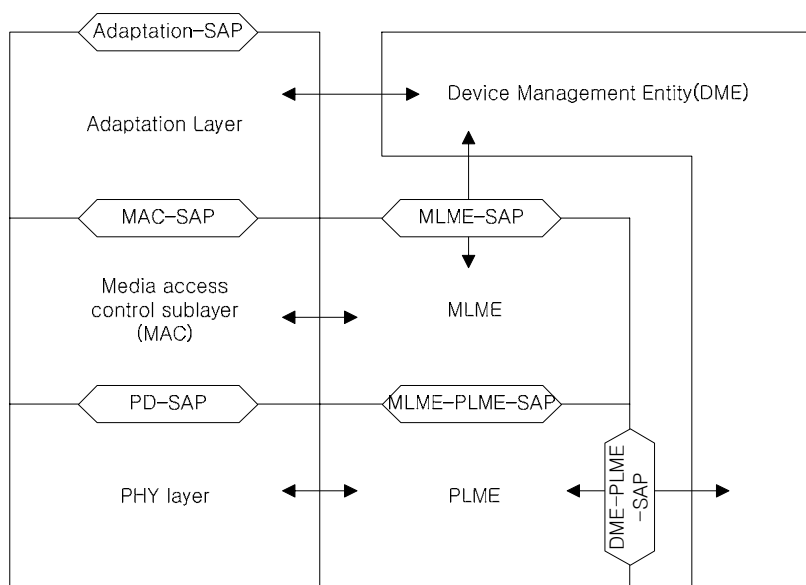 Adaptation-SAP
Device Management Entity(DME)
Adaptation Layer
MAC-SAP
MLME-SAP
Media access
control sublayer
(MAC)
MLME
PD-SAP
MLME-PLME-SAP
PHY layer
PLME
DME-PLME
-SAP